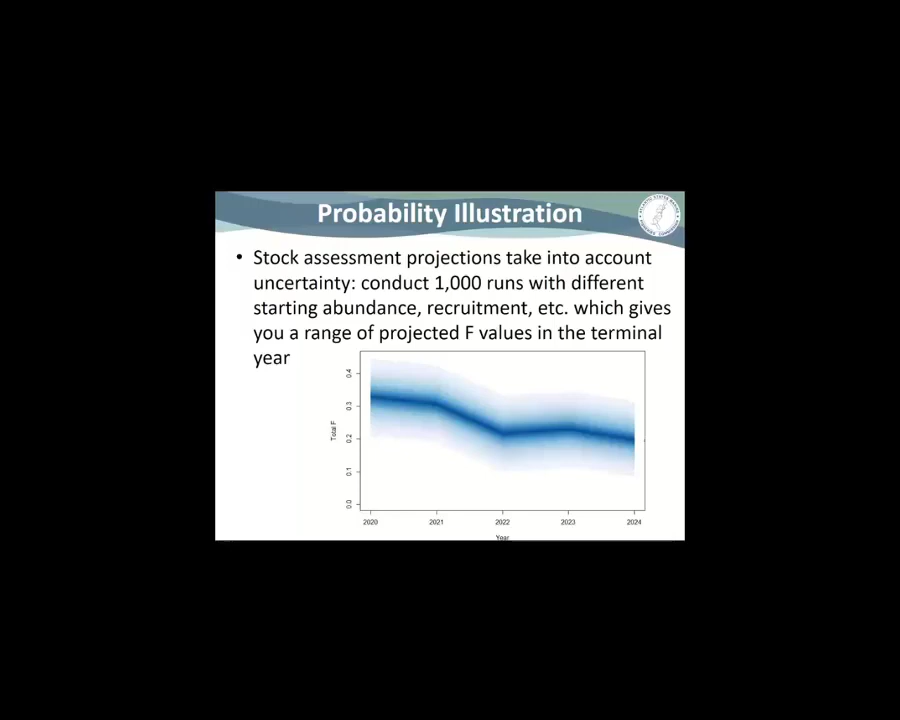 Probability Illustration
• Stock assessment projections take into account
uncertainty: conduct 1,000 runs with different
starting abundance, recruitment, etc. which gives
you a range of projected F values in the terminal
year
Total F
0.4
0.3
0.2
0.1
0.0
2020 2021 2022 2023 2024
Year